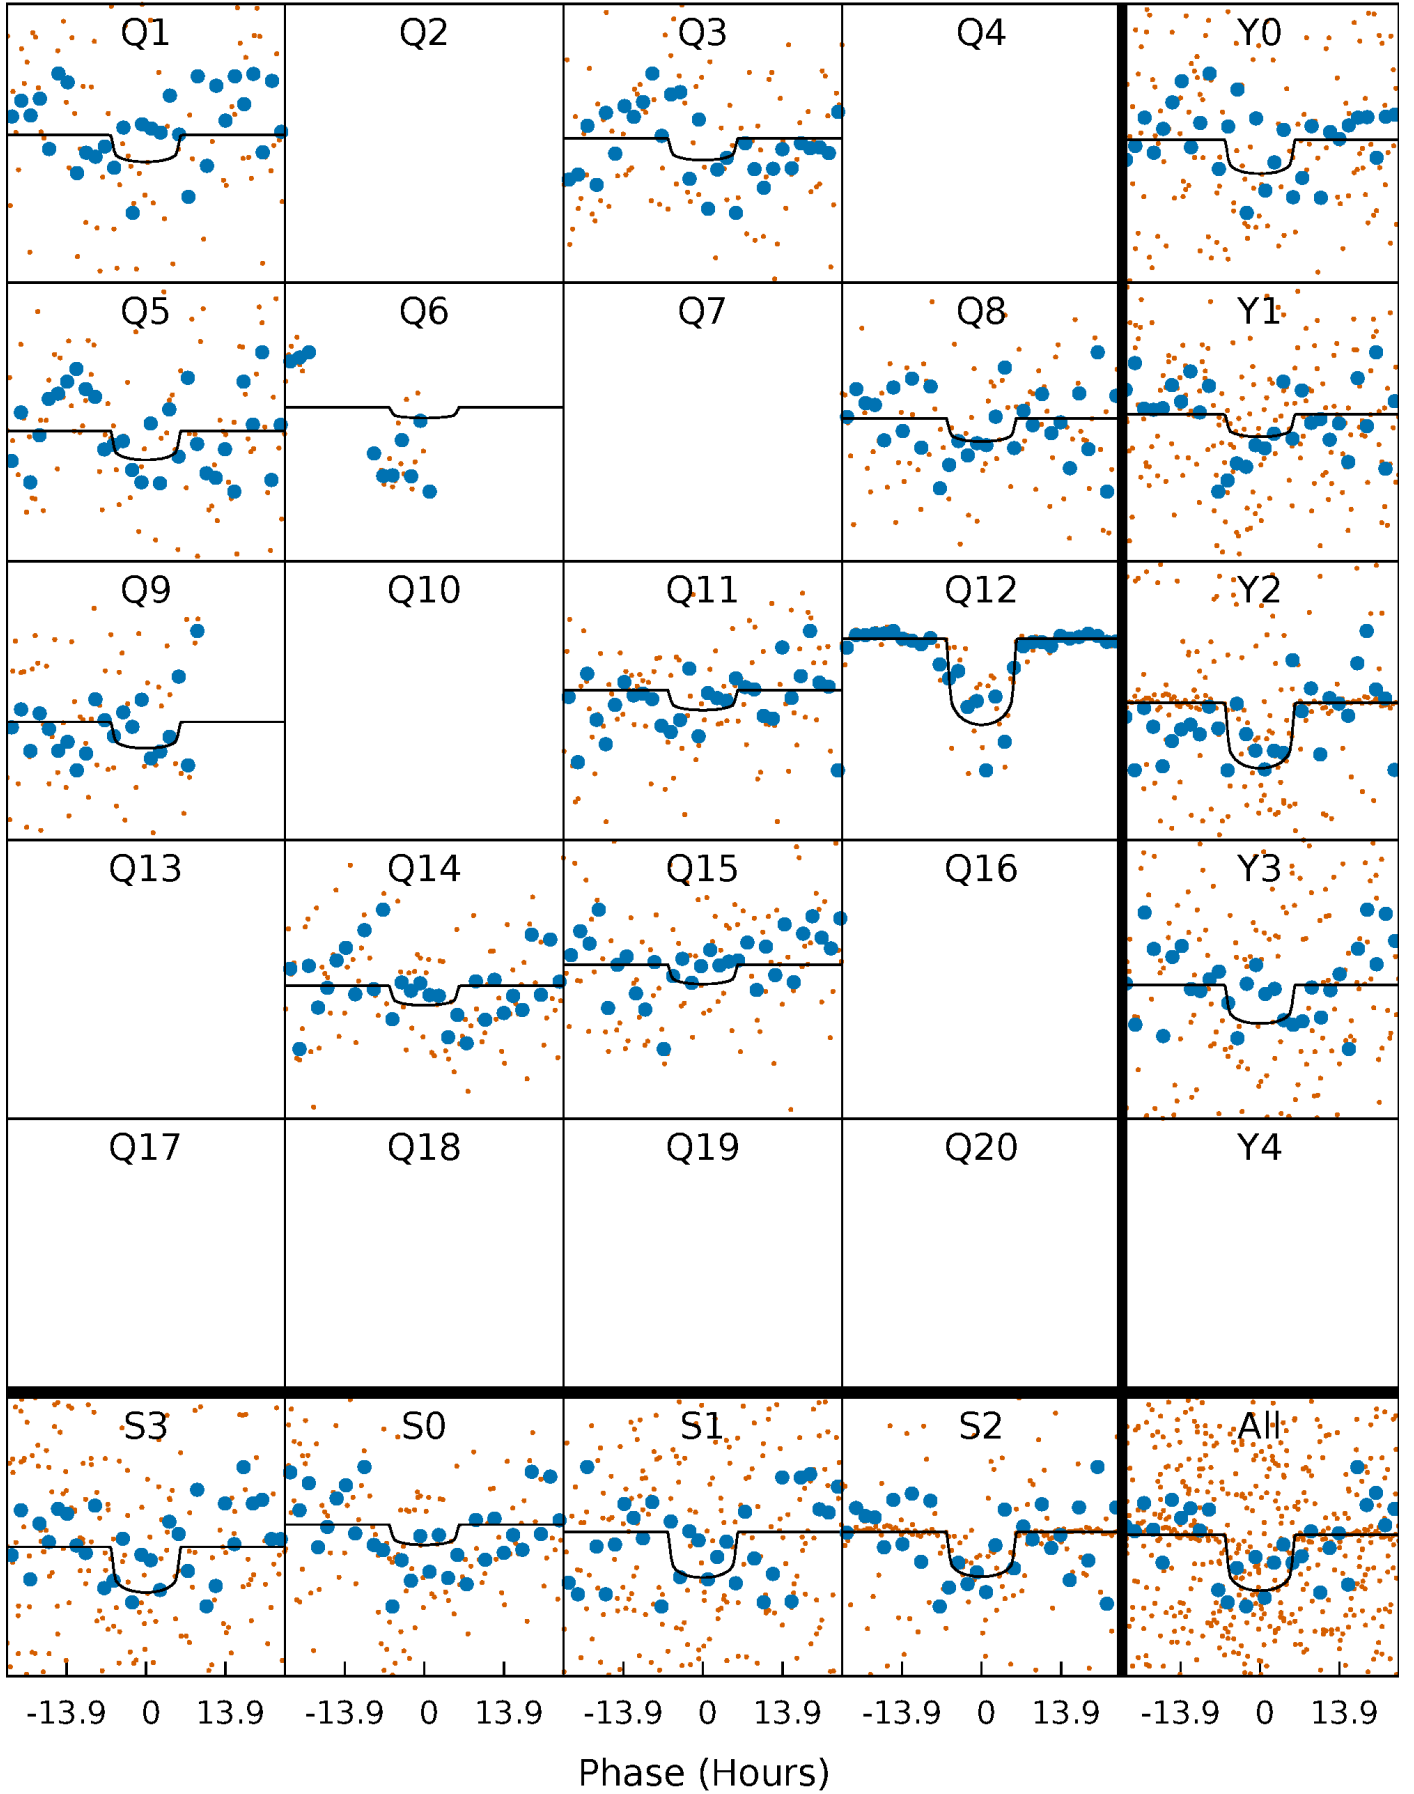 Q1 Q2 Q3 Q4 Y0
Q5 Q6 Q7 Q8 Y1
Q9 Q10 Q11 Q12 Y2
Q13 Q14 Q15 Q16 Y3
Q17 Q18 Q19 Q20 Y4
S3 S0 S1 S2 All
-13.9 0 13.9 -13.9 0 13.9 -13.9 0 13.9 -13.9 0 13.9 -13.9 0 13.9
Phase (Hours)